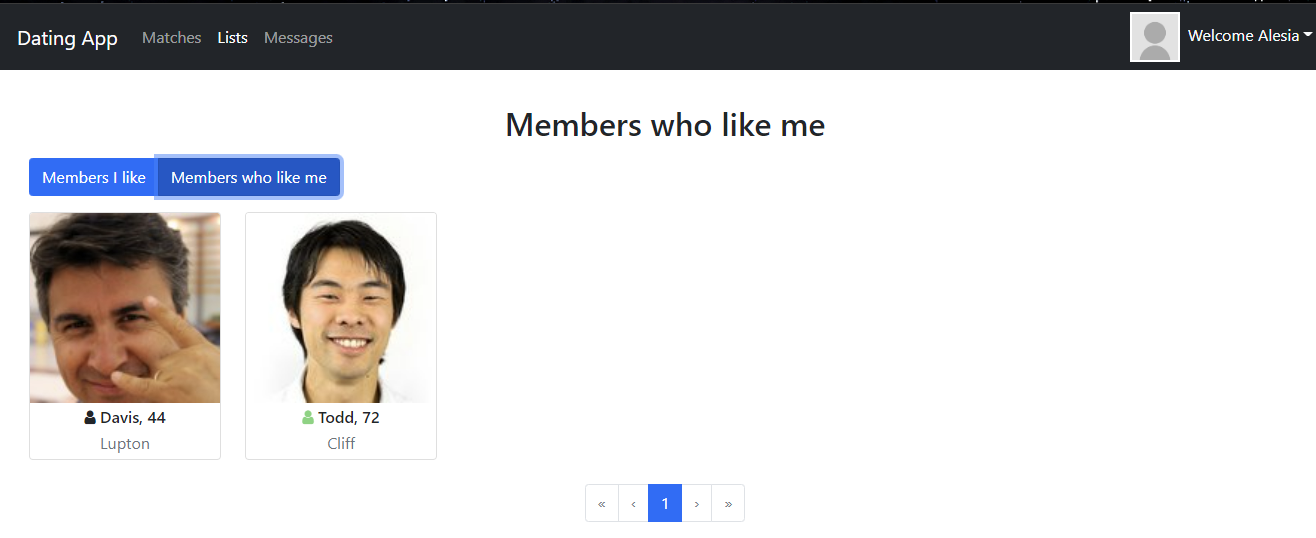 Dating App Matches Lists Messages Welcome Alesia
Members who like me
Members I like Members who like me
Davis, 44
Lupton
Todd, 72
Cliff
« ‹ 1 › »